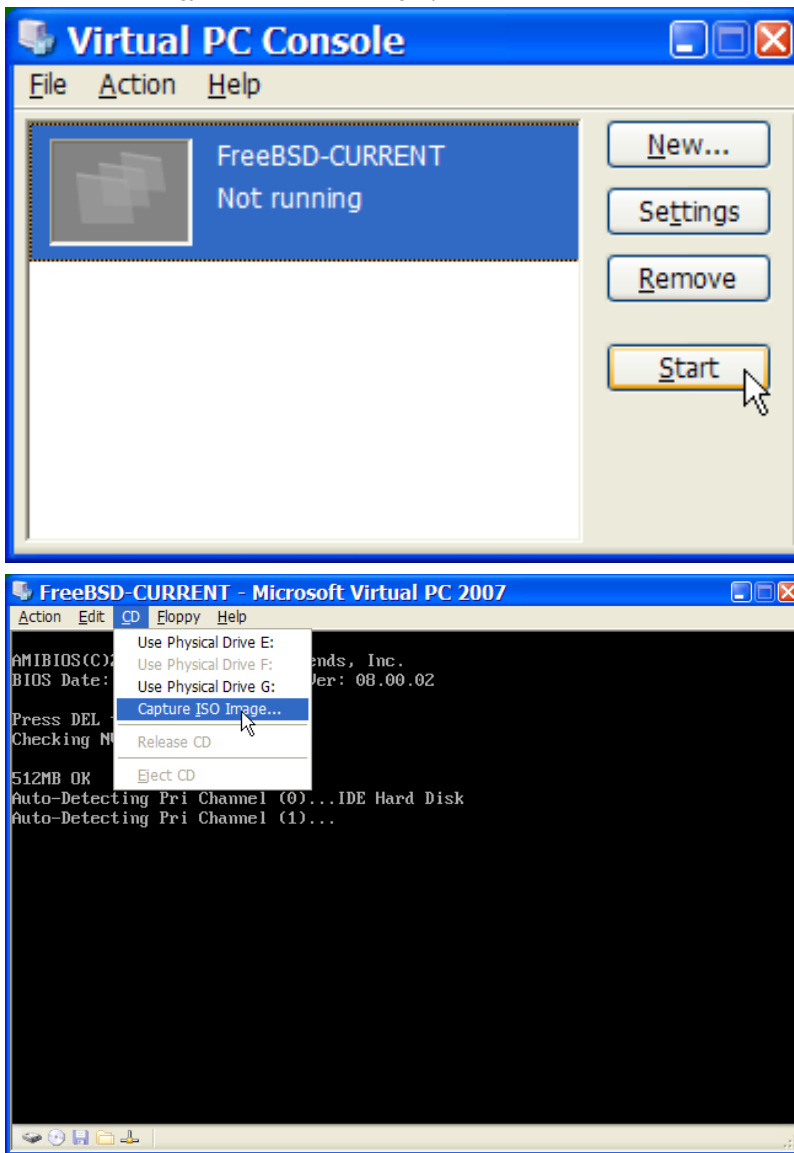 Virtual PC Console
File Action Help
FreeBSD-CURRENT
Not running
New...
Settings
Remove
Start
FreeBSD-CURRENT - Microsoft Virtual PC 2007
Action Edit CD Floppy Help
Use Physical Drive E:
Use Physical Drive F:
Use Physical Drive G:
Capture ISO Image...
Release CD
Eject CD
AMIBIOS(C) ends, Inc.
BIOS Date: Ver: 08.00.02
Press DEL
Checking
512MB OK
Auto-Detecting Pri Channel (0)...IDE Hard Disk
Auto-Detecting Pri Channel (1)...